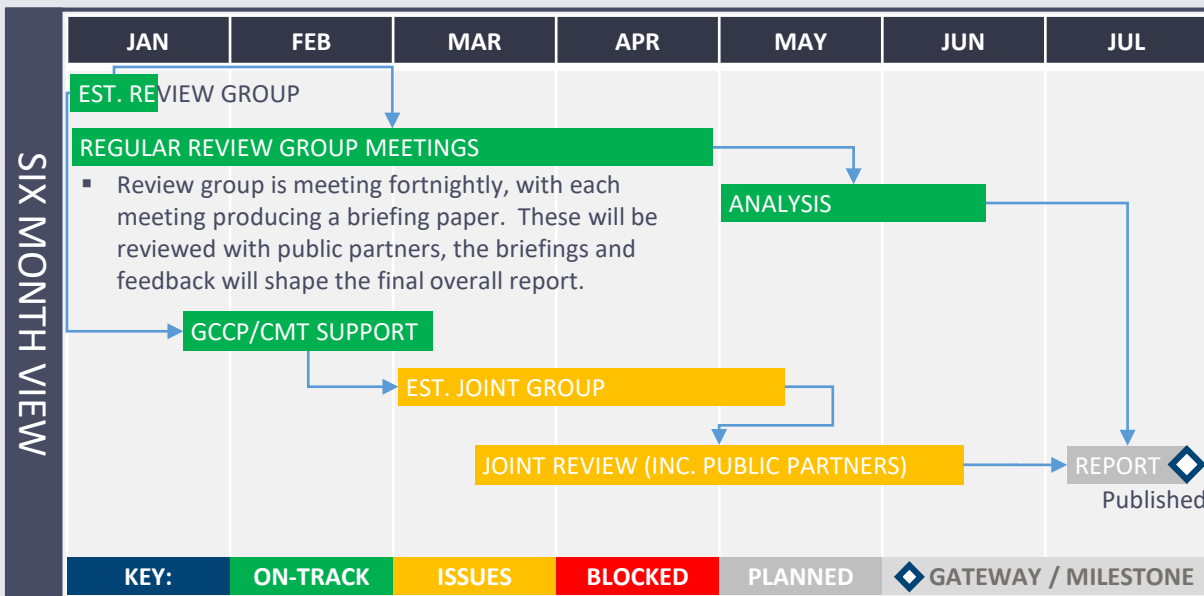 JAN FEB MAR APR MAY JUN JUL
SIX MONTH VIEW
EST. REVIEW GROUP
REGULAR REVIEW GROUP MEETINGS
▪ Review group is meeting fortnightly, with each
meeting producing a briefing paper. These will be
reviewed with public partners, the briefings and
feedback will shape the final overall report.
ANALYSIS
GCCP/CMT SUPPORT
EST. JOINT GROUP
JOINT REVIEW (INC. PUBLIC PARTNERS)
REPORT
Published
KEY: ON-TRACK ISSUES BLOCKED PLANNED GATEWAY / MILESTONE